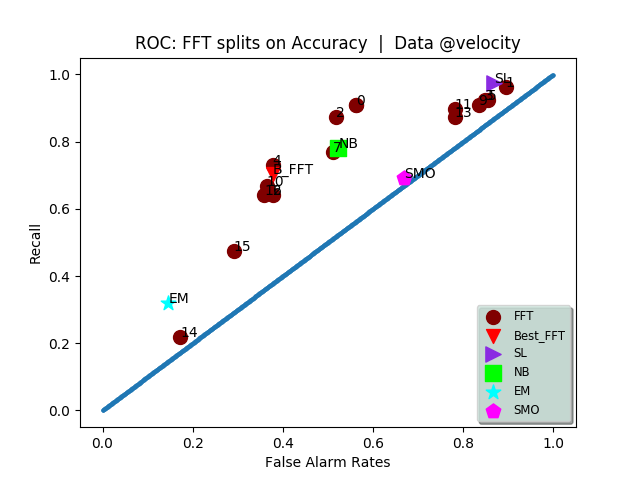 ROC: FFT splits on Accuracy | Data @velocity
1.0
0.8
0.6
0.4
0.2
0.0
Recall
SL
1
0
2
11
13
9
NB
7
4
B_FFT
10
SMO
15
EM
14
FFT
Best_FFT
SL
NB
EM
SMO
0.0 0.2 0.4 0.6 0.8 1.0
False Alarm Rates